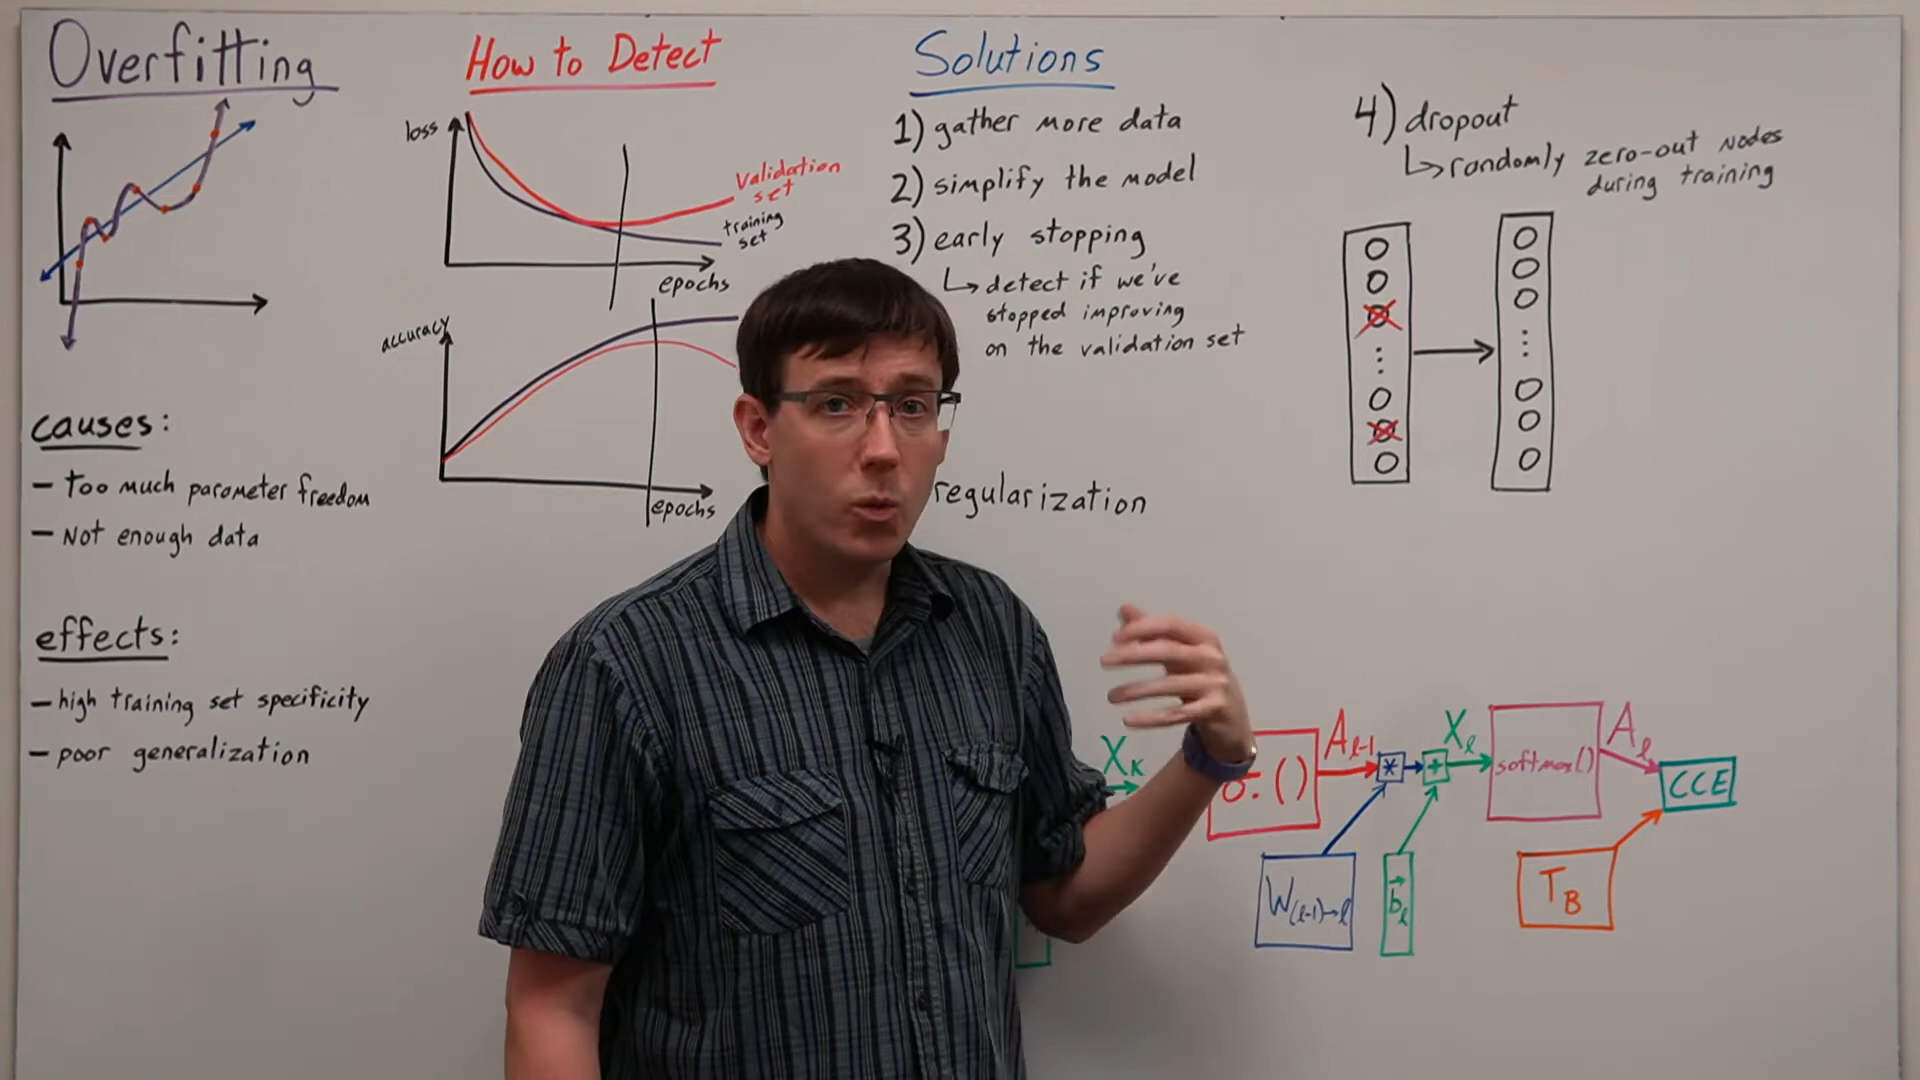 Overfitting
causes:
- Too much parameter freedom
- Not enough data
effects:
- high training set specificity
- poor generalization
How to Detect
loss
validation
set
training
set
epochs
accuracy
epochs
Solutions
1) gather more data
2) simplify the model
3) early stopping
↳ detect if we've
stopped improving
on the validation set
regularization
4) dropout
↳ randomly zero-out nodes
during training
X_K
σ()
A_{ℓ-1}
*
+
X_ℓ
softmax()
A_ℓ
CCE
W_{(ℓ-1)→ℓ}
b_ℓ
T_B